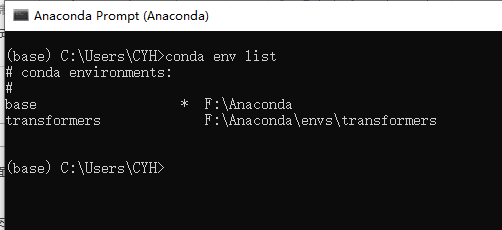 Anaconda Prompt (Anaconda)
(base) C:\Users\CYH>conda env list
# conda environments:
#
base                  *  F:\Anaconda
transformers             F:\Anaconda\envs\transformers
(base) C:\Users\CYH>